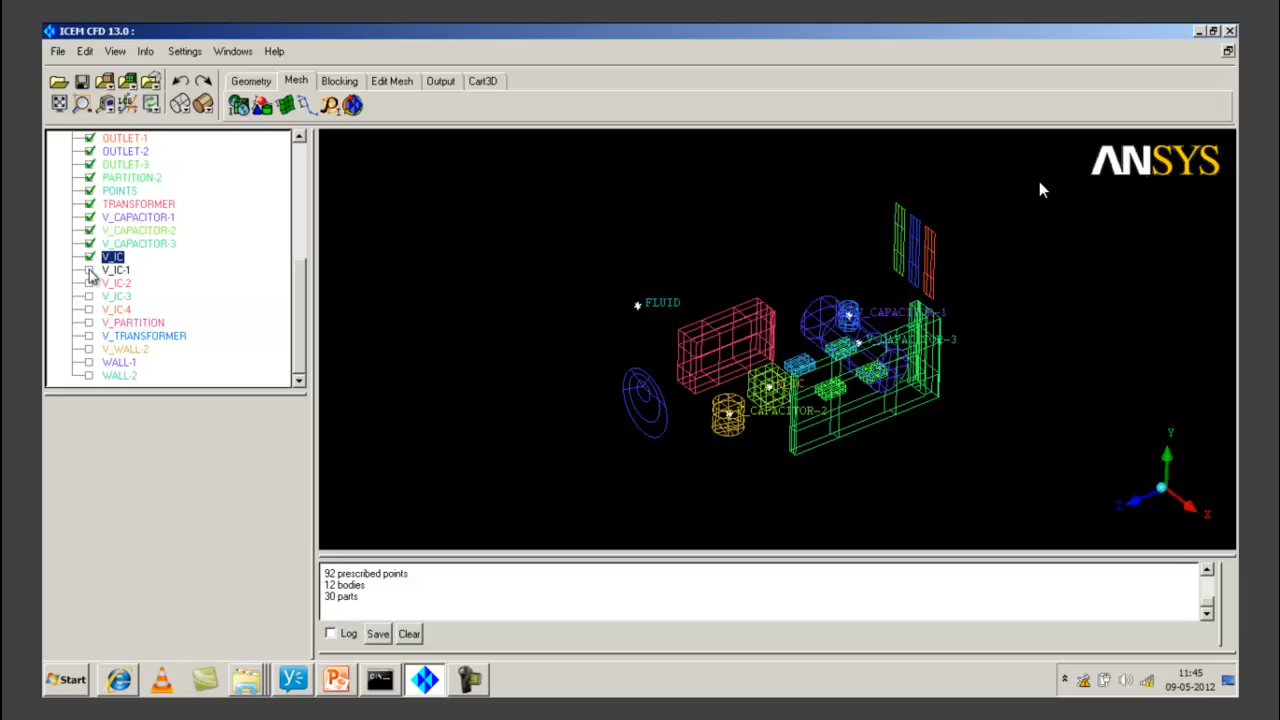 ICEM CFD 13.0 :
File Edit View Info Settings Windows Help
Geometry Mesh Blocking Edit Mesh Output Cart3D
OUTLET-1
OUTLET-2
OUTLET-3
PARTITION-2
POINTS
TRANSFORMER
V_CAPACITOR-1
V_CAPACITOR-2
V_CAPACITOR-3
V_IC
V_IC-1
V_IC-2
V_IC-3
V_IC-4
V_PARTITION
V_TRANSFORMER
V_WALL-2
WALL-1
WALL-2
ANSYS
FLUID
V_CAPACITOR-1
V_CAPACITOR-3
V_CAPACITOR-2
Y
Z
X
92 prescribed points
12 bodies
30 parts
Log Save Clear
Start
11:45
09-05-2012